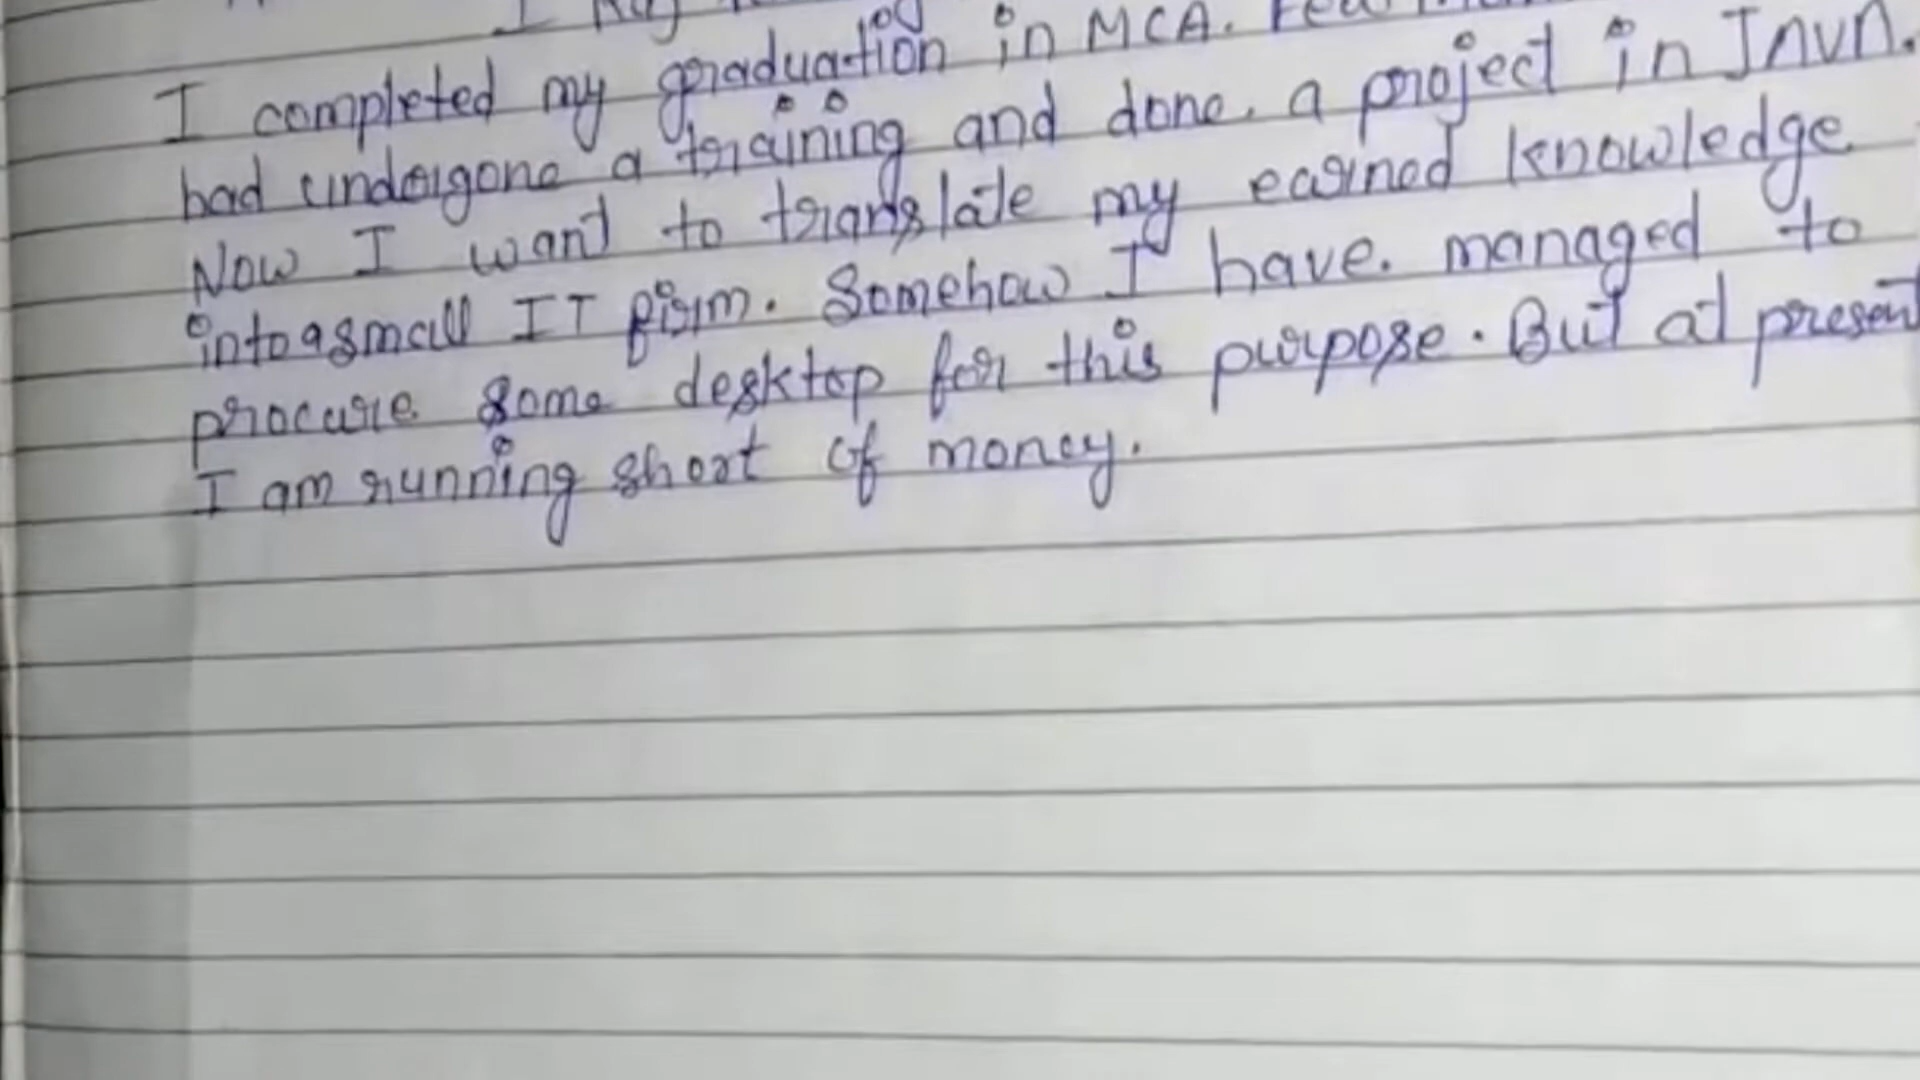 I
I completed my graduation in MCA.
had undergone a training and done a project in JNVN.
Now I want to translate my earned knowledge
into a small IT firm. Somehow I have managed to
procure some desktop for this purpose. But at present
I am running short of money.